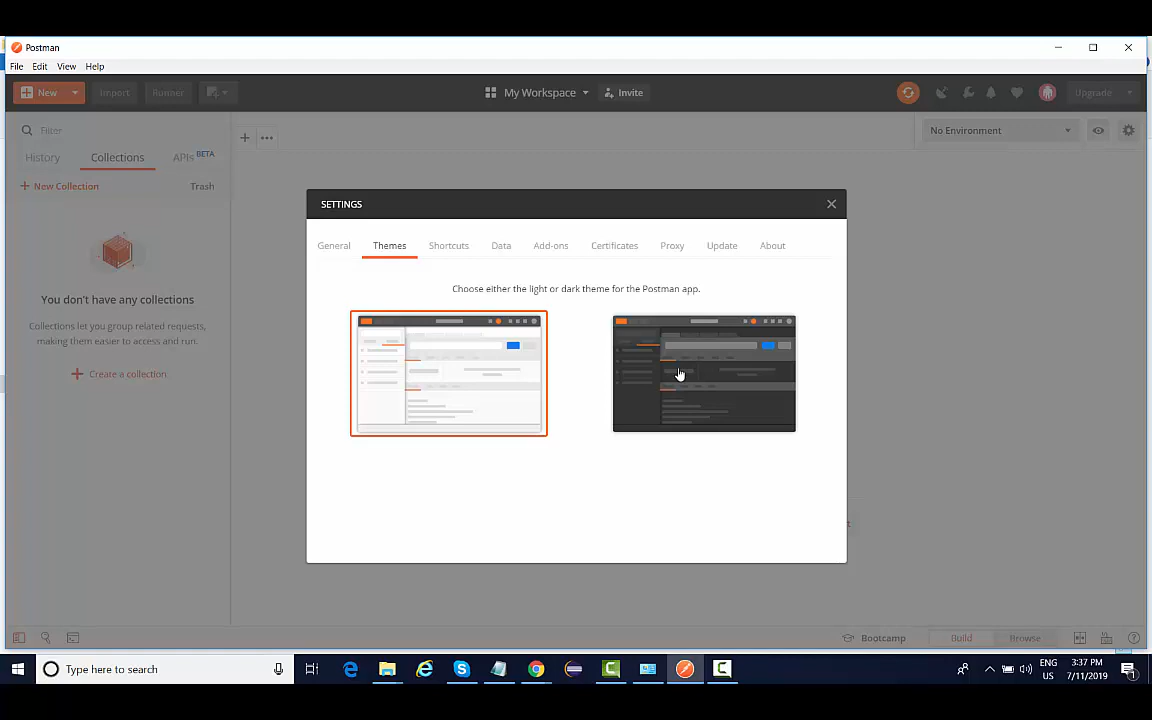 Postman
File Edit View Help
New Import Runner My Workspace Invite Upgrade
Filter
No Environment
History Collections APIs BETA
+ New Collection Trash
You don't have any collections
Collections let you group related requests,
making them easier to access and run.
+ Create a collection
SETTINGS
General Themes Shortcuts Data Add-ons Certificates Proxy Update About
Choose either the light or dark theme for the Postman app.
Bootcamp Build Browse
Type here to search
ENG
US
3:37 PM
7/11/2019
1